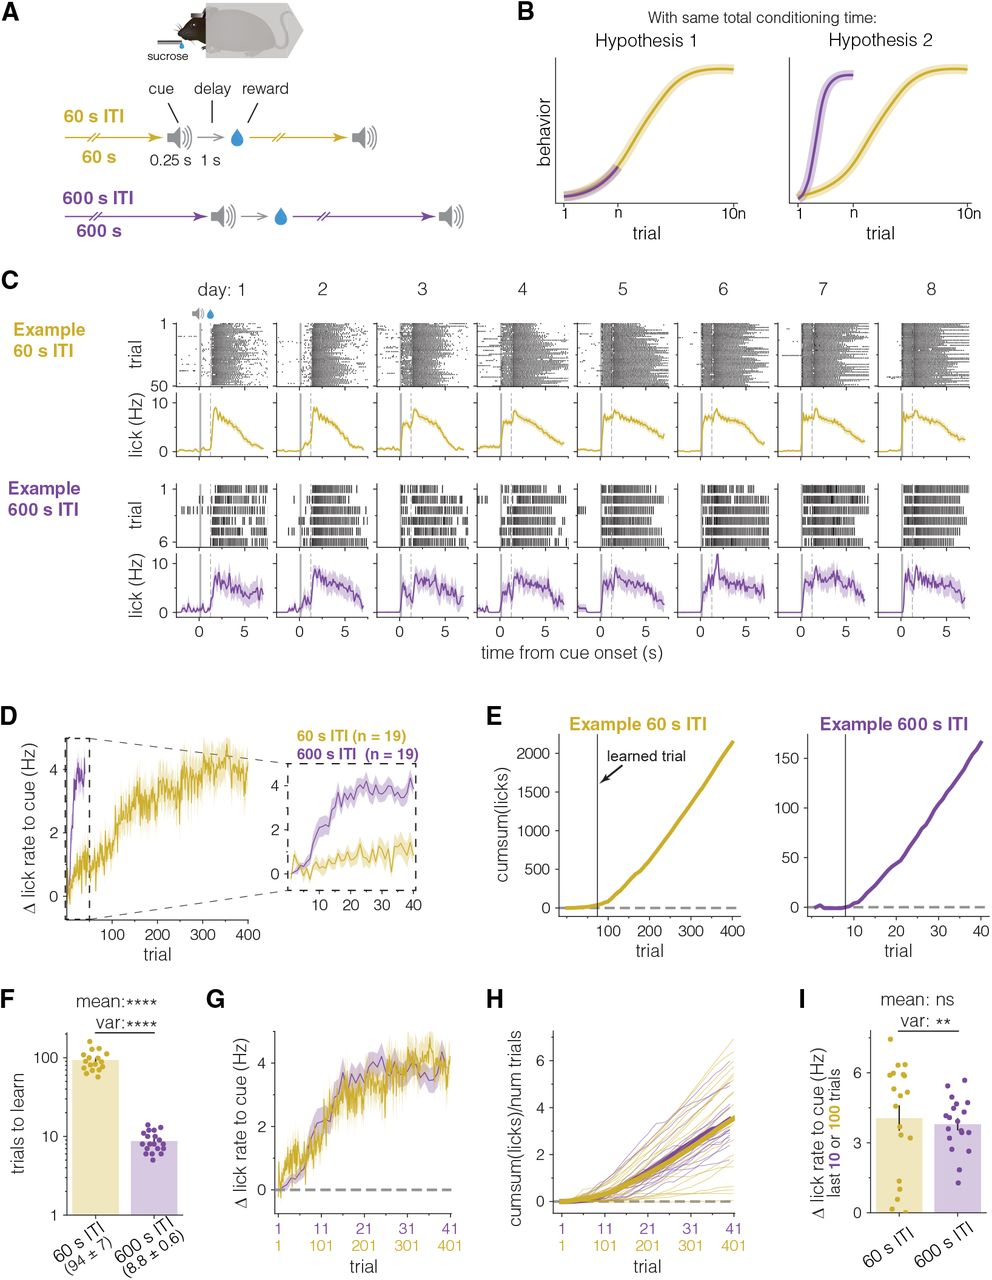 A
sucrose
cue delay reward
60 s ITI
60 s
0.25 s 1 s
600 s ITI
600 s
B
With same total conditioning time:
Hypothesis 1
Hypothesis 2
behavior
1 n 10n
trial
1 n 10n
trial
C
day: 1 2 3 4 5 6 7 8
Example
60 s ITI
trial
1
50
lick (Hz)
10
0
Example
600 s ITI
trial
1
6
lick (Hz)
10
0
0 5 0 5 0 5 0 5 0 5 0 5 0 5 0 5
time from cue onset (s)
D
Δ lick rate to cue (Hz)
4
2
0
100 200 300 400
trial
60 s ITI (n = 19)
600 s ITI (n = 19)
4
2
0
10 20 30 40
E
Example 60 s ITI
cumsum(licks)
2000
1500
1000
500
0
learned trial
100 200 300 400
trial
Example 600 s ITI
150
100
50
0
10 20 30 40
trial
F
mean:****
var:****
trials to learn
100
10
1
60 s ITI
(94 ± 7)
600 s ITI
(8.8 ± 0.6)
G
Δ lick rate to cue (Hz)
4
2
0
1 11 21 31 41
1 101 201 301 401
trial
H
cumsum(licks)/num trials
6
4
2
0
1 11 21 31 41
1 101 201 301 401
trial
I
mean: ns
var: **
Δ lick rate to cue (Hz)
last 10 or 100 trials
6
3
0
60 s ITI
600 s ITI